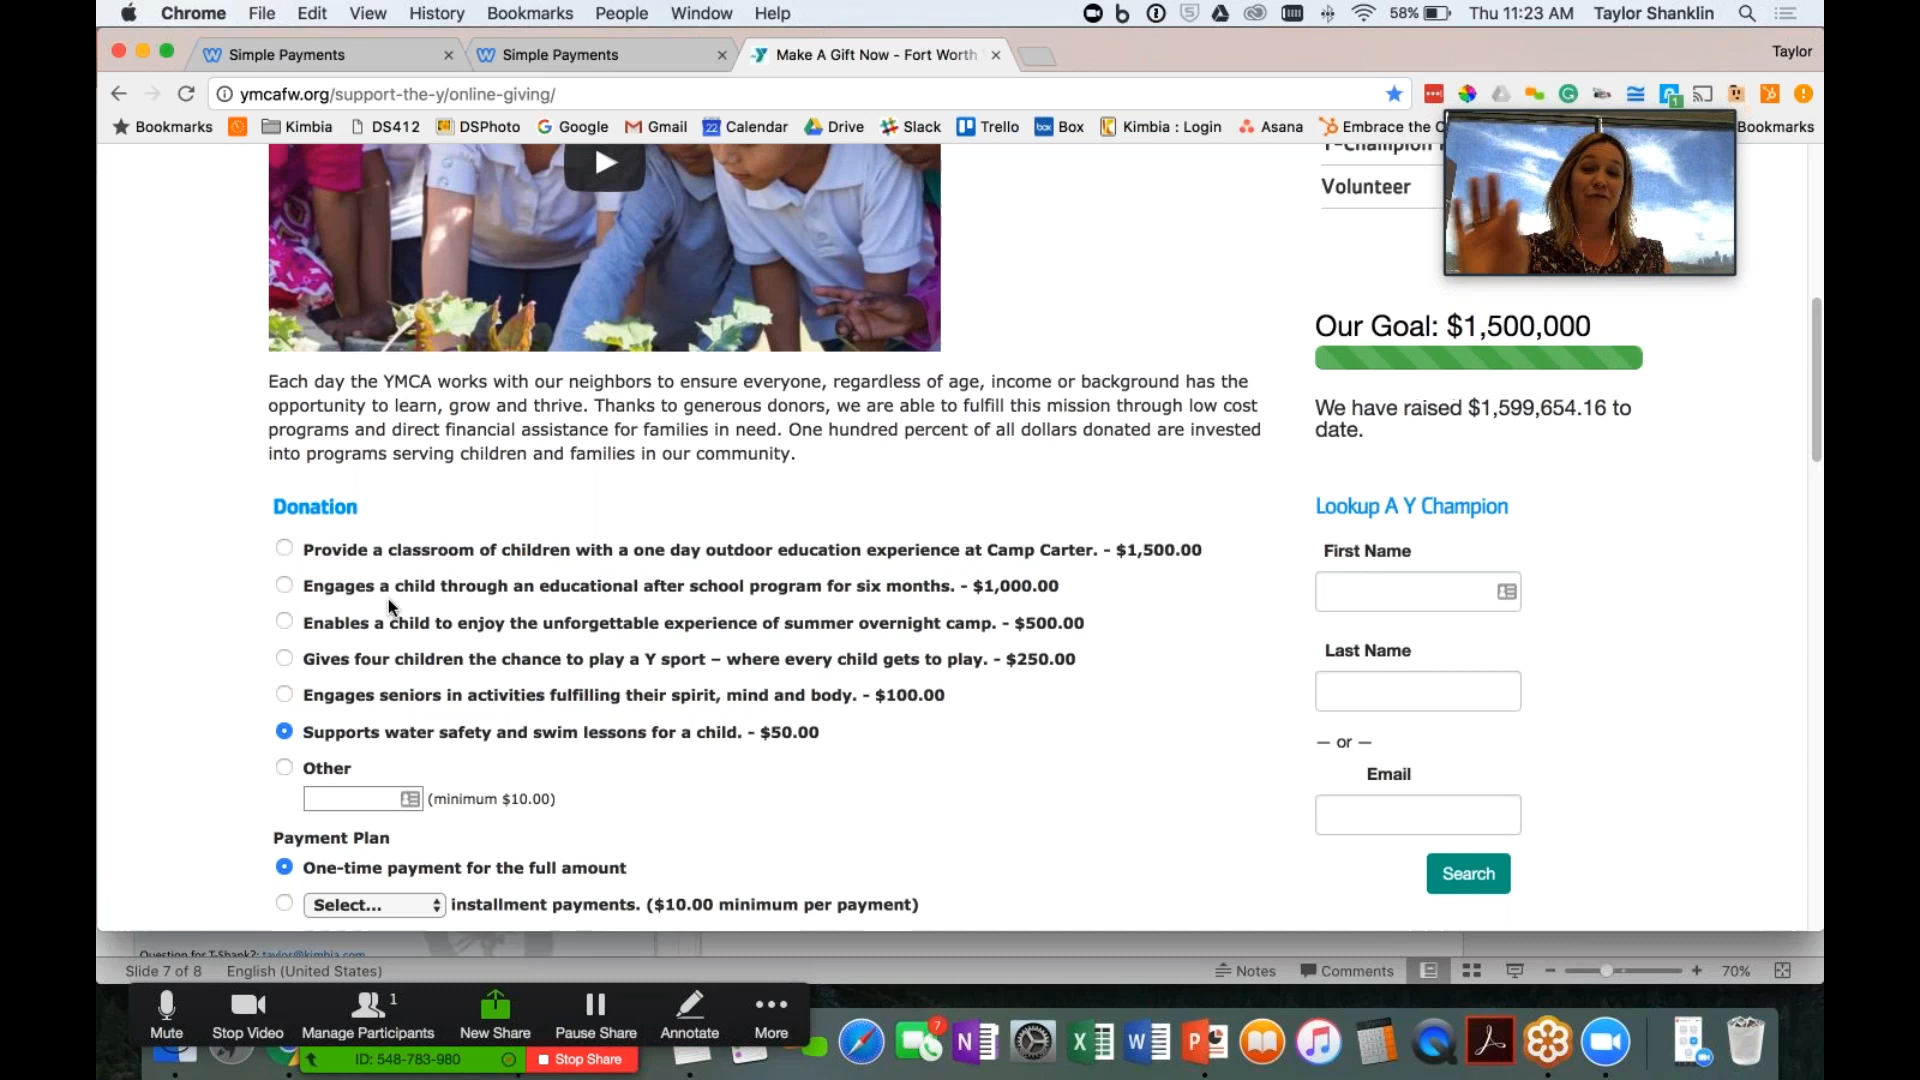 Chrome File Edit View History Bookmarks People Window Help 58% Thu 11:23 AM Taylor Shanklin
Simple Payments Simple Payments Make A Gift Now - Fort Worth Taylor
ymcafw.org/support-the-y/online-giving/
Bookmarks Kimbia DS412 DSPhoto Google Gmail 22 Calendar Drive Slack Trello box Box Kimbia : Login Asana Embrace the Bookmarks
Y-Champion
Volunteer
Our Goal: $1,500,000
We have raised $1,599,654.16 to
date.
Each day the YMCA works with our neighbors to ensure everyone, regardless of age, income or background has the
opportunity to learn, grow and thrive. Thanks to generous donors, we are able to fulfill this mission through low cost
programs and direct financial assistance for families in need. One hundred percent of all dollars donated are invested
into programs serving children and families in our community.
Donation
Provide a classroom of children with a one day outdoor education experience at Camp Carter. - $1,500.00
Engages a child through an educational after school program for six months. - $1,000.00
Enables a child to enjoy the unforgettable experience of summer overnight camp. - $500.00
Gives four children the chance to play a Y sport – where every child gets to play. - $250.00
Engages seniors in activities fulfilling their spirit, mind and body. - $100.00
Supports water safety and swim lessons for a child. - $50.00
Other
(minimum $10.00)
Payment Plan
One-time payment for the full amount
Select... installment payments. ($10.00 minimum per payment)
Lookup A Y Champion
First Name
Last Name
— or —
Email
Search
Question for T-Shank?: taylor@kimbia.com
Slide 7 of 8 English (United States) Notes Comments 70%
Mute Stop Video Manage Participants 1 New Share Pause Share Annotate More
ID: 548-783-980 Stop Share
7